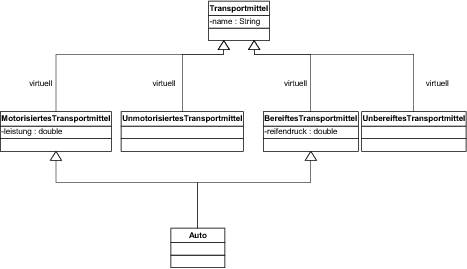 Transportmittel
-name : String
virtuell
virtuell
virtuell
virtuell
MotorisiertesTransportmittel
UnmotorisiertesTransportmittel
BereiftesTransportmittel
UnbereiftesTransportmittel
-leistung : double
-reifendruck : double
Auto